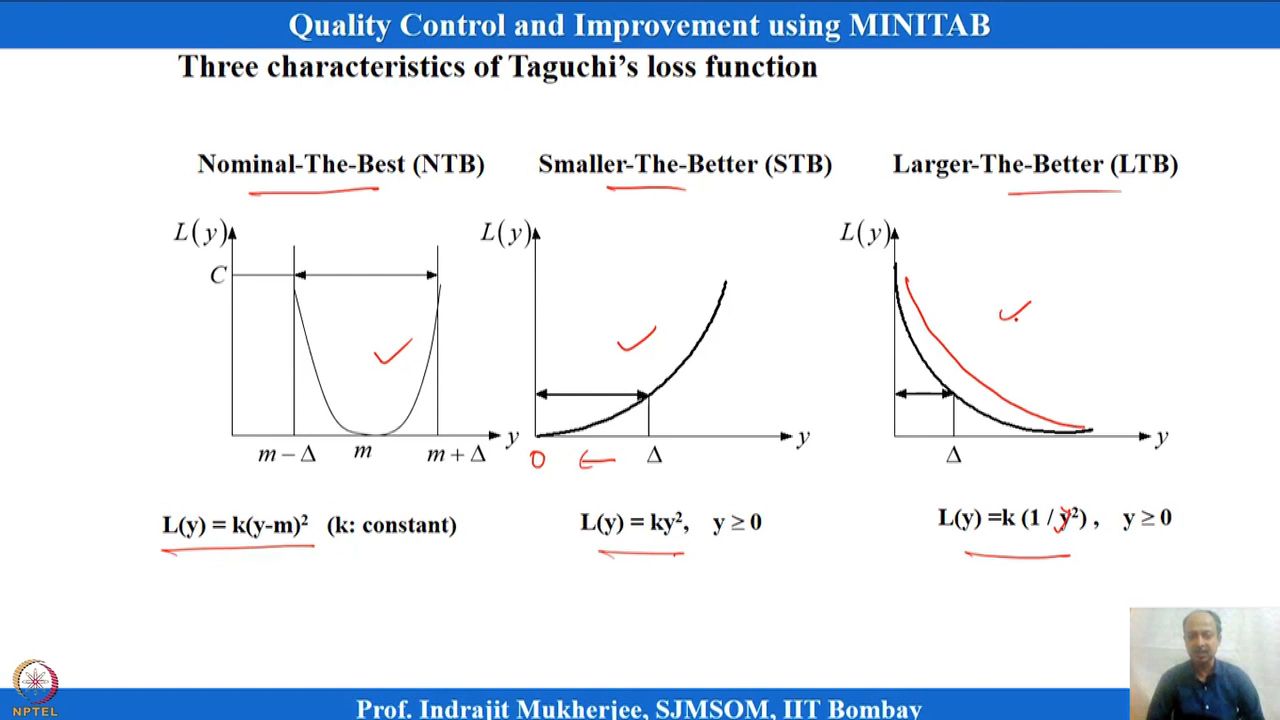 Quality Control and Improvement using MINITAB
Three characteristics of Taguchi's loss function
Nominal-The-Best (NTB) Smaller-The-Better (STB) Larger-The-Better (LTB)
L(y) L(y) L(y)
C
y y y
m − Δ m m + Δ 0 Δ Δ
L(y) = k(y-m)² (k: constant) L(y) = ky², y ≥ 0 L(y) =k (1 / y²) , y ≥ 0
NPTEL
Prof. Indrajit Mukherjee, SJMSOM, IIT Bombay